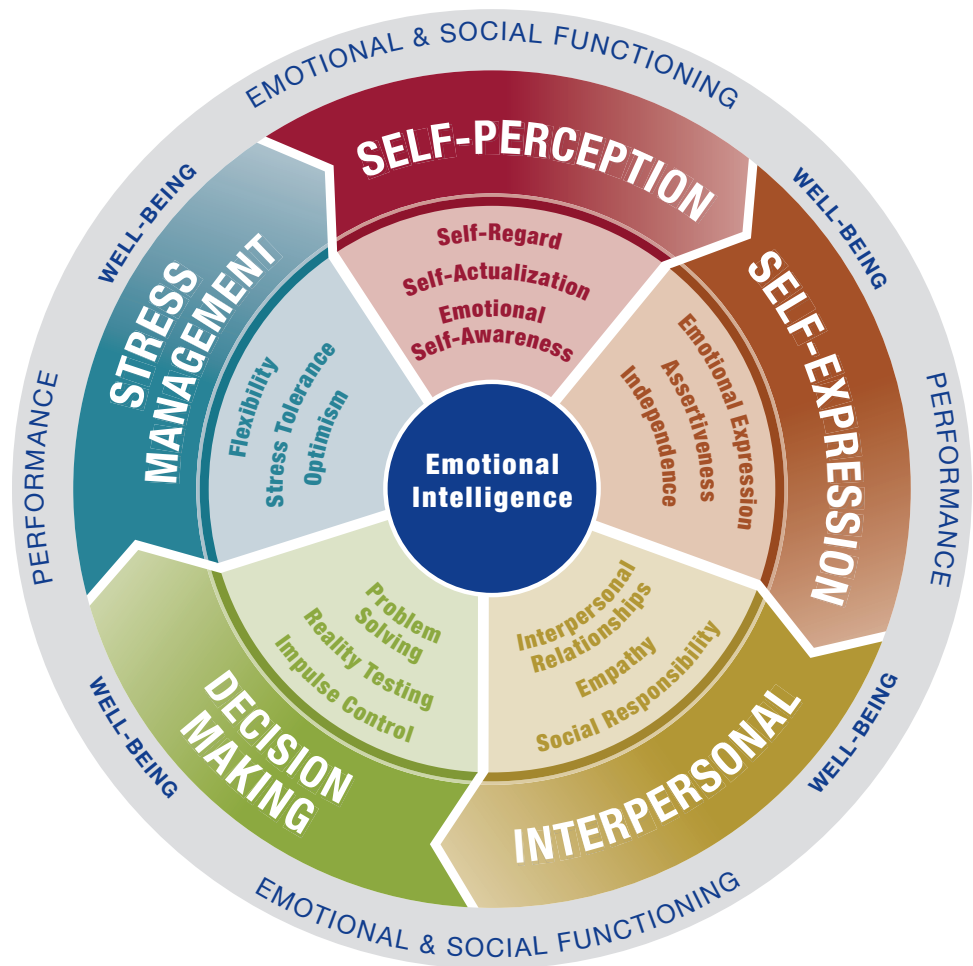 EMOTIONAL & SOCIAL FUNCTIONING
WELL-BEING
PERFORMANCE
WELL-BEING
EMOTIONAL & SOCIAL FUNCTIONING
WELL-BEING
PERFORMANCE
WELL-BEING
SELF-PERCEPTION
Self-Regard
Self-Actualization
Emotional
Self-Awareness
SELF-EXPRESSION
Emotional Expression
Assertiveness
Independence
INTERPERSONAL
Interpersonal
Relationships
Empathy
Social Responsibility
DECISION
MAKING
Problem
Solving
Reality Testing
Impulse Control
STRESS
MANAGEMENT
Flexibility
Stress Tolerance
Optimism
Emotional
Intelligence